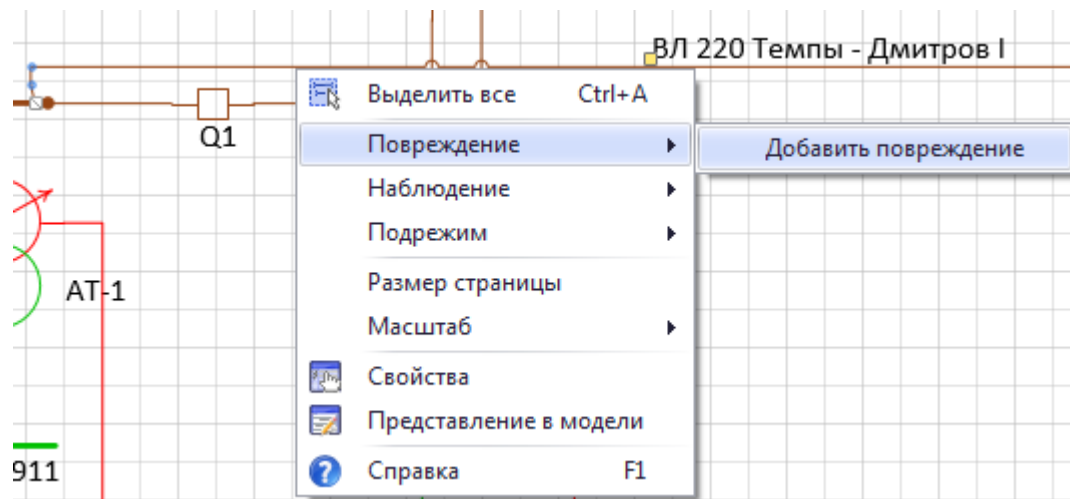 ВЛ 220 Темпы - Дмитров I
Выделить все Ctrl+A
Q1
Повреждение
Добавить повреждение
Наблюдение
Подрежим
Размер страницы
АТ-1
Масштаб
Свойства
Представление в модели
Справка F1
911